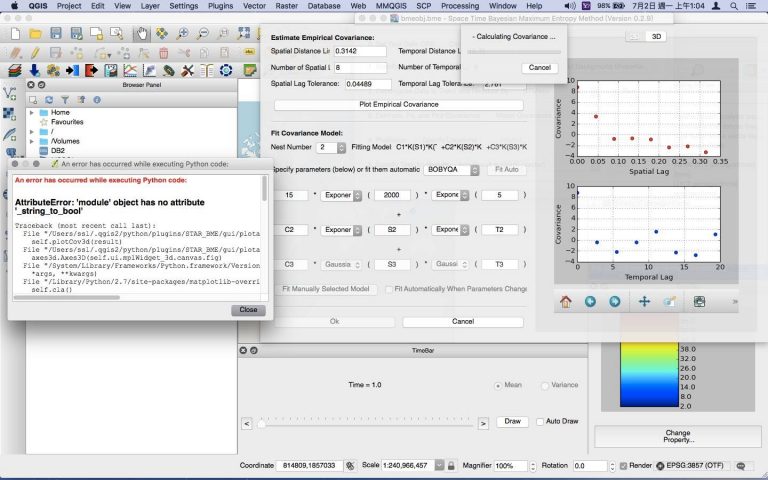 QGIS Plugins Vector Raster Database Web MMQGIS SCP Processing Window Help 98% 7月2日 週一 上午1:04
bmeobj.bme - Space Time Bayesian Maximum Entropy Method (Version 0.2.9)
- Calculating Covariance ...
Cancel
3D
Estimate Empirical Covariance:
Spatial Distance Lir 0.3142 Temporal Distance L
Number of Spatial L 8 Number of Temporal
Spatial Lag Tolerance: 0.04489 Temporal Lag Tolerance: 2.761
Plot Empirical Covariance
Fit Covariance Model:
Nest Number 2 Fitting Model C1*K(S1)*K(T +C2*K(S2)*K +C3*K(S3)*K
Specify parameters (below) or fit them automatic BOBYQA Fit Auto
15 * Exponer ( 2000 * Exponer ( 5 )
+
C2 * Exponer ( S2 ) * Exponer ( T2 )
+
C3 * Gaussia ( S3 ) * Gaussia ( T3 )
Fit Manually Selected Model Fit Automatically When Parameters Change
Ok Cancel
Browser Panel
Home
Favourites
/
/Volumes
DB2
An error has occurred while executing Python code:
An error has occurred while executing Python code:
AttributeError: 'module' object has no attribute
'_string_to_bool'
Traceback (most recent call last):
File "/Users/ssl/.qgis2/python/plugins/STAR_BME/gui/plota
self.plotCov3d(result)
File "/Users/ssl/.qgis2/python/plugins/STAR_BME/gui/plota
axes3d.Axes3D(self.ui.mplWidget_3d.canvas.fig)
File "/System/Library/Frameworks/Python.framework/Version
*args, **kwargs)
File "/Library/Python/2.7/site-packages/matplotlib-overri
self.cla()
Close
10
8
6
4
2
0
−2
−4
Covariance
0.00 0.05 0.10 0.15 0.20 0.25 0.30 0.35
Spatial Lag
10
8
6
4
2
0
−2
−4
Covariance
0 5 10 15 20
Temporal Lag
38.0
32.0
26.0
20.0
14.0
8.0
2.0
Change
Property...
TimeBar
Time = 1.0 Mean Variance
< > Draw Auto Draw
Coordinate 814809,1857033 Scale 1:240,966,457 Magnifier 100% Rotation 0.0 Render EPSG:3857 (OTF)